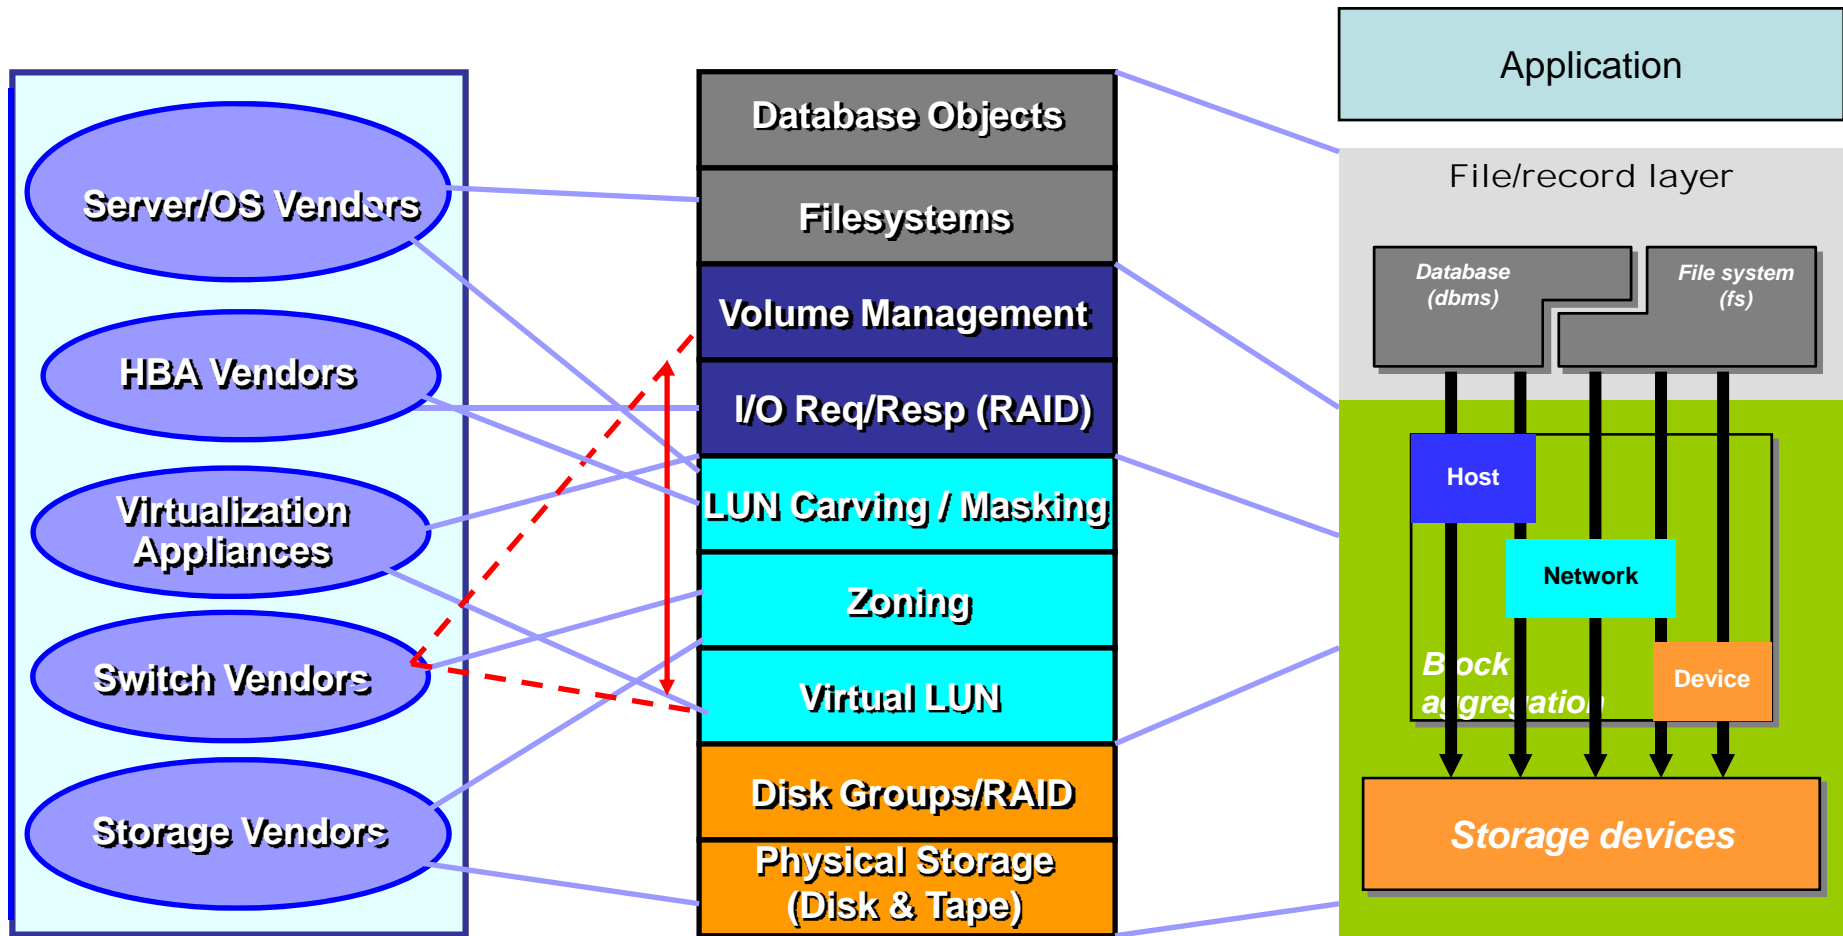 Server/OS Vendors
HBA Vendors
Virtualization
Appliances
Switch Vendors
Storage Vendors
Database Objects
Filesystems
Volume Management
I/O Req/Resp (RAID)
LUN Carving / Masking
Zoning
Virtual LUN
Disk Groups/RAID
Physical Storage
(Disk & Tape)
Application
File/record layer
Database
(dbms)
File system
(fs)
Host
Network
Device
Block
aggregation
Storage devices